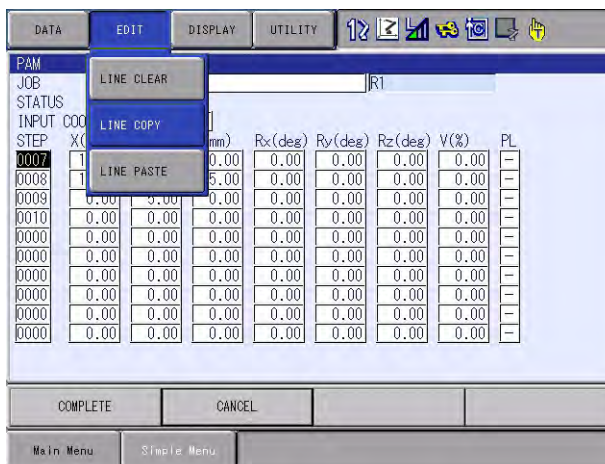 DATA EDIT DISPLAY UTILITY
PAM
JOB R1
STATUS
INPUT COO
LINE CLEAR
LINE COPY
LINE PASTE
STEP X( mm) Rx(deg) Ry(deg) Rz(deg) V(%) PL
0007 1 0.00 0.00 0.00 0.00 0.00 -
0008 1 5.00 0.00 0.00 0.00 0.00 -
0009 0.00 5.00 0.00 0.00 0.00 0.00 0.00 -
0010 0.00 0.00 0.00 0.00 0.00 0.00 0.00 -
0000 0.00 0.00 0.00 0.00 0.00 0.00 0.00 -
0000 0.00 0.00 0.00 0.00 0.00 0.00 0.00 -
0000 0.00 0.00 0.00 0.00 0.00 0.00 0.00 -
0000 0.00 0.00 0.00 0.00 0.00 0.00 0.00 -
0000 0.00 0.00 0.00 0.00 0.00 0.00 0.00 -
0000 0.00 0.00 0.00 0.00 0.00 0.00 0.00 -
COMPLETE CANCEL
Main Menu Simple Menu